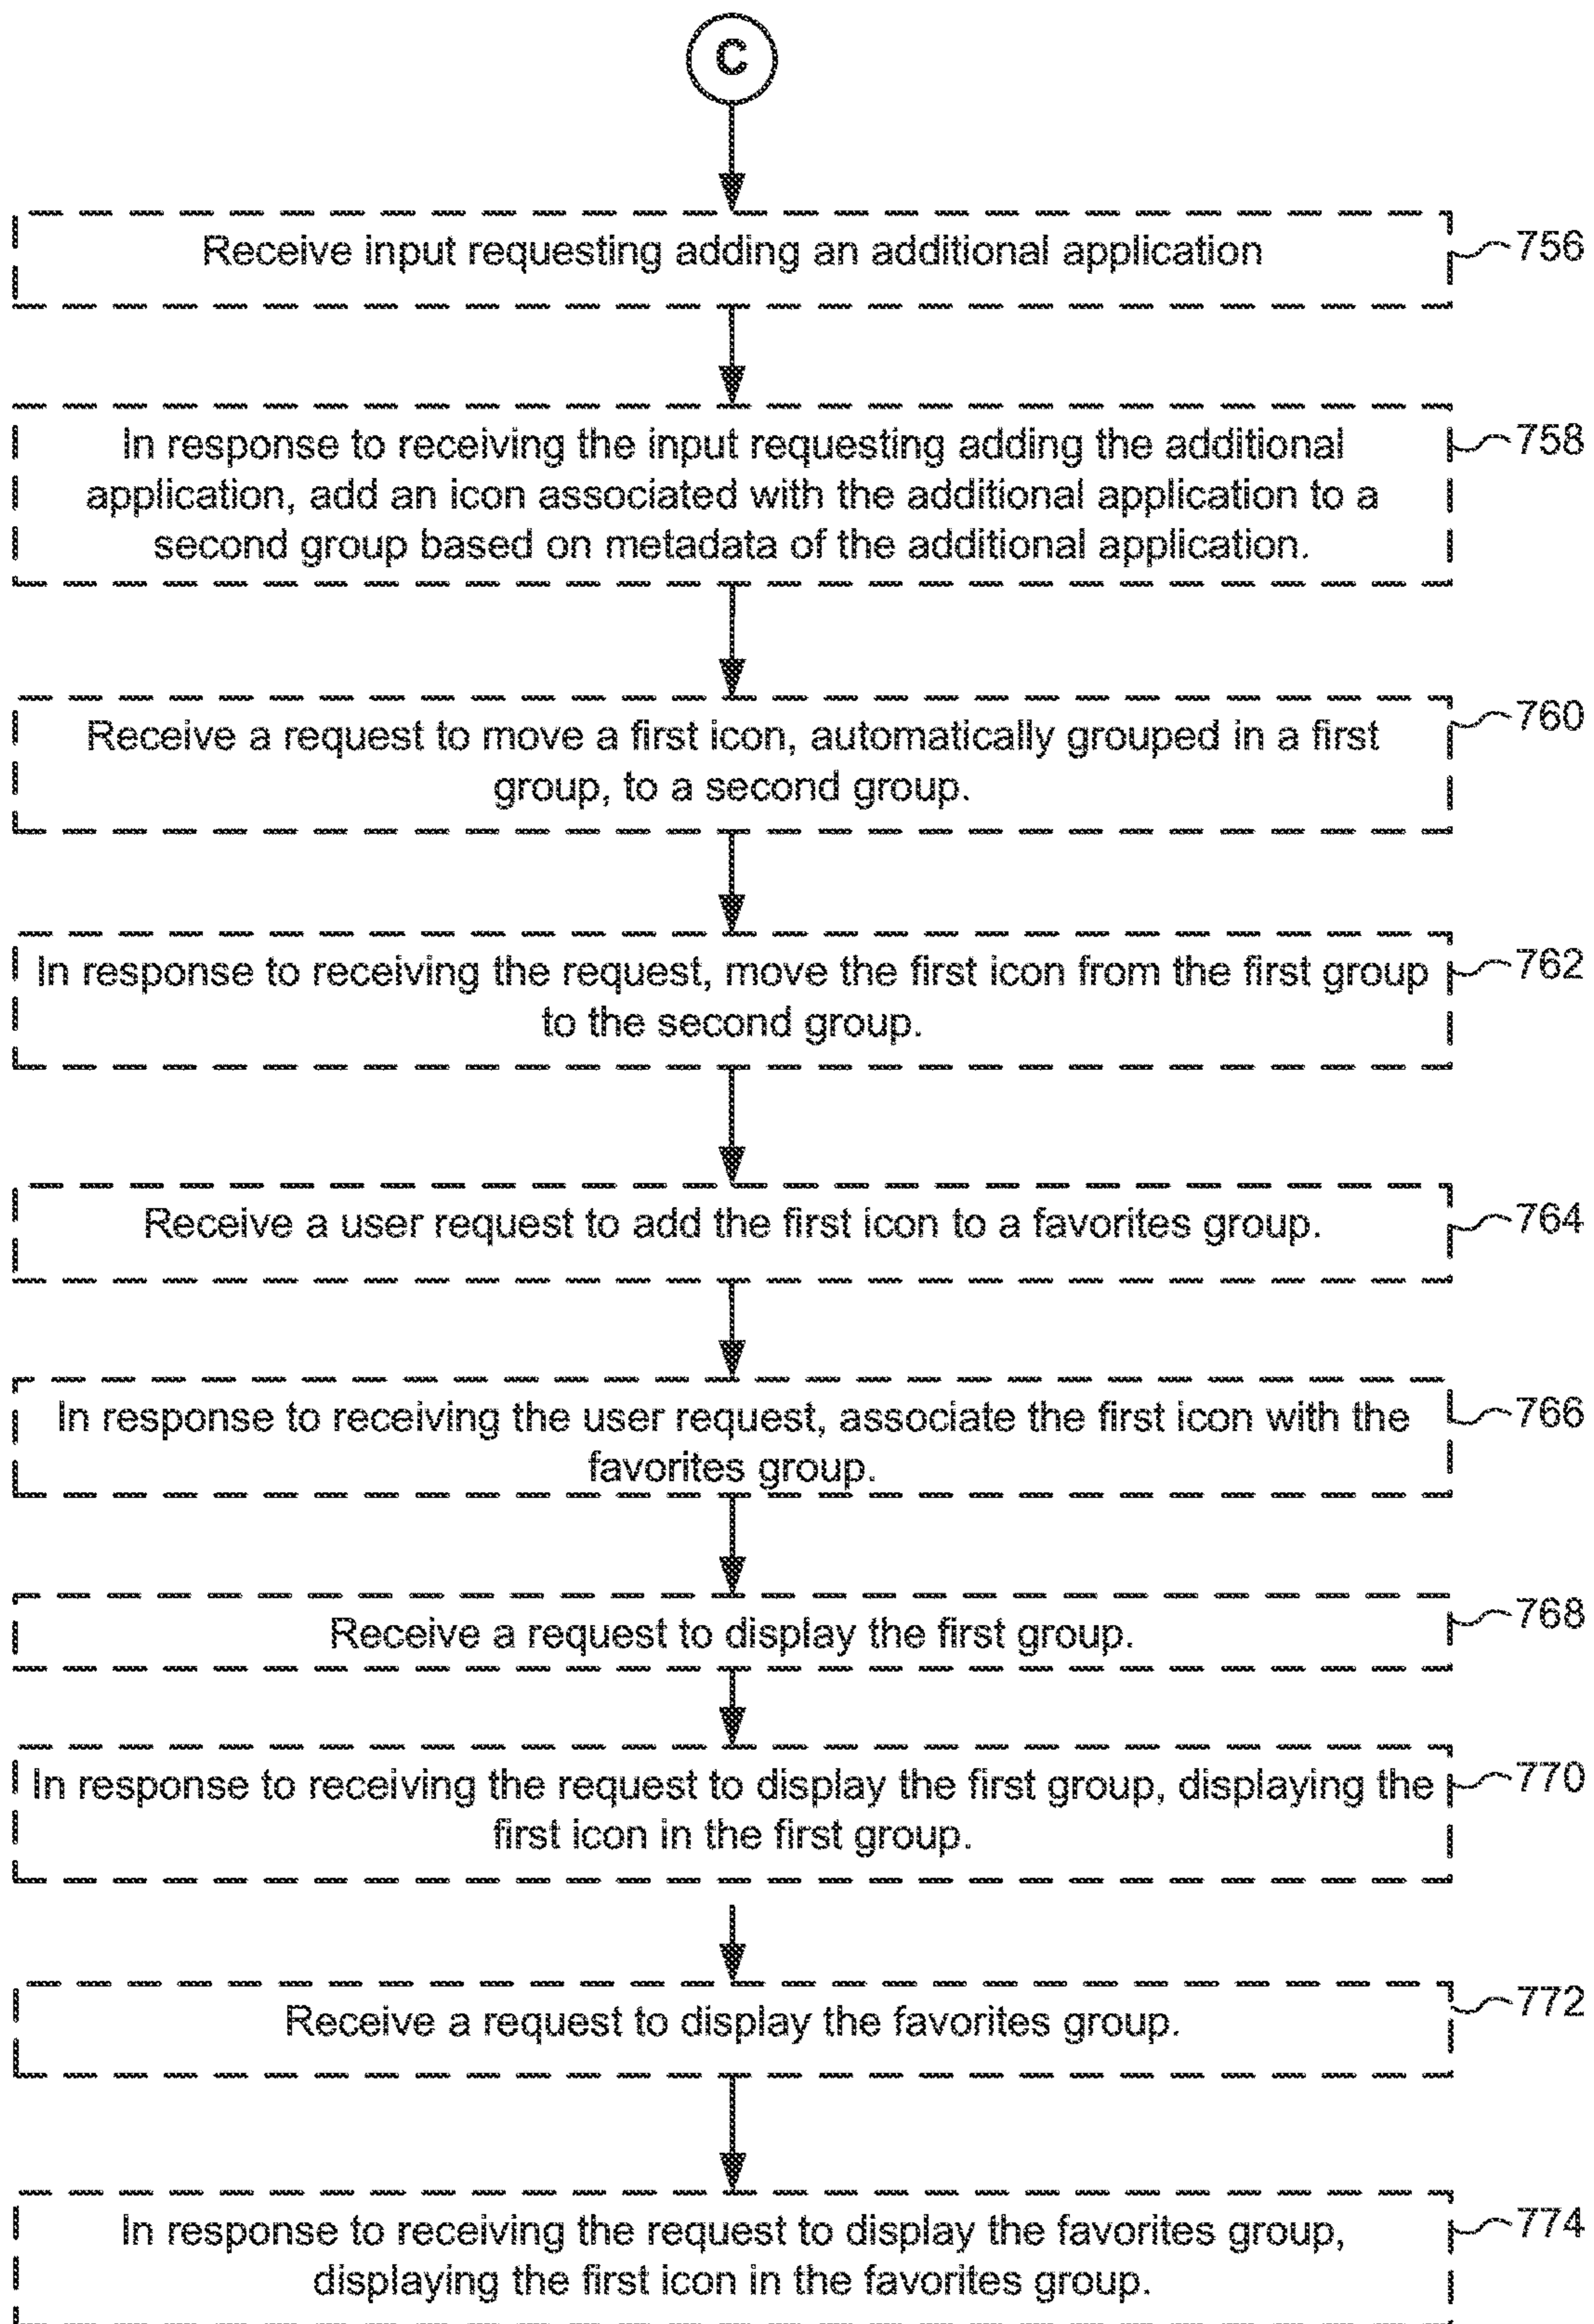 C
Receive input requesting adding an additional application
756
In response to receiving the input requesting adding the additional
application, add an icon associated with the additional application to a
second group based on metadata of the additional application.
758
Receive a request to move a first icon, automatically grouped in a first
group, to a second group.
760
In response to receiving the request, move the first icon from the first group
to the second group.
762
Receive a user request to add the first icon to a favorites group.
764
In response to receiving the user request, associate the first icon with the
favorites group.
766
Receive a request to display the first group.
768
In response to receiving the request to display the first group, displaying the
first icon in the first group.
770
Receive a request to display the favorites group.
772
In response to receiving the request to display the favorites group,
displaying the first icon in the favorites group.
774